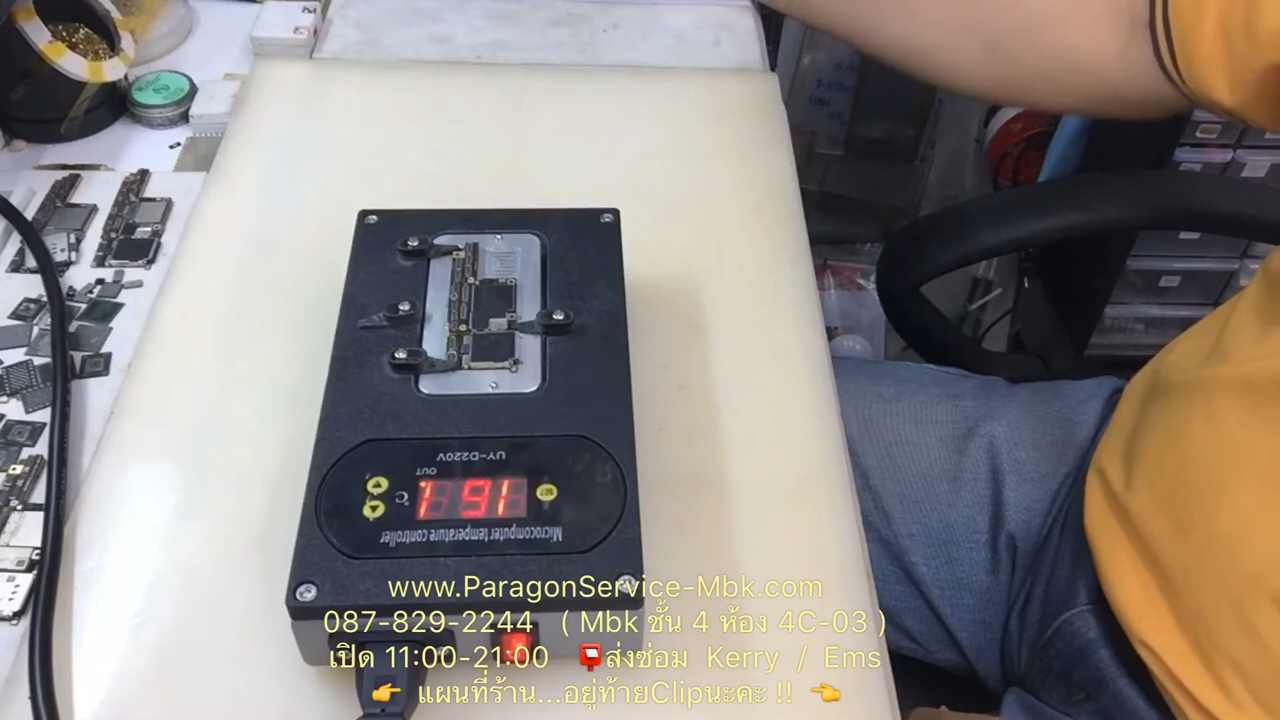 Microcomputer temperature controller
SET
°C
OUT
UY-D220V
www.ParagonService-Mbk.com
087-829-2244 ( Mbk ชั้น 4 ห้อง 4C-03 )
เปิด 11:00-21:00 📮ส่งซ่อม Kerry / Ems
👉 แผนที่ร้าน...อยู่ท้ายClipนะคะ !! 👈